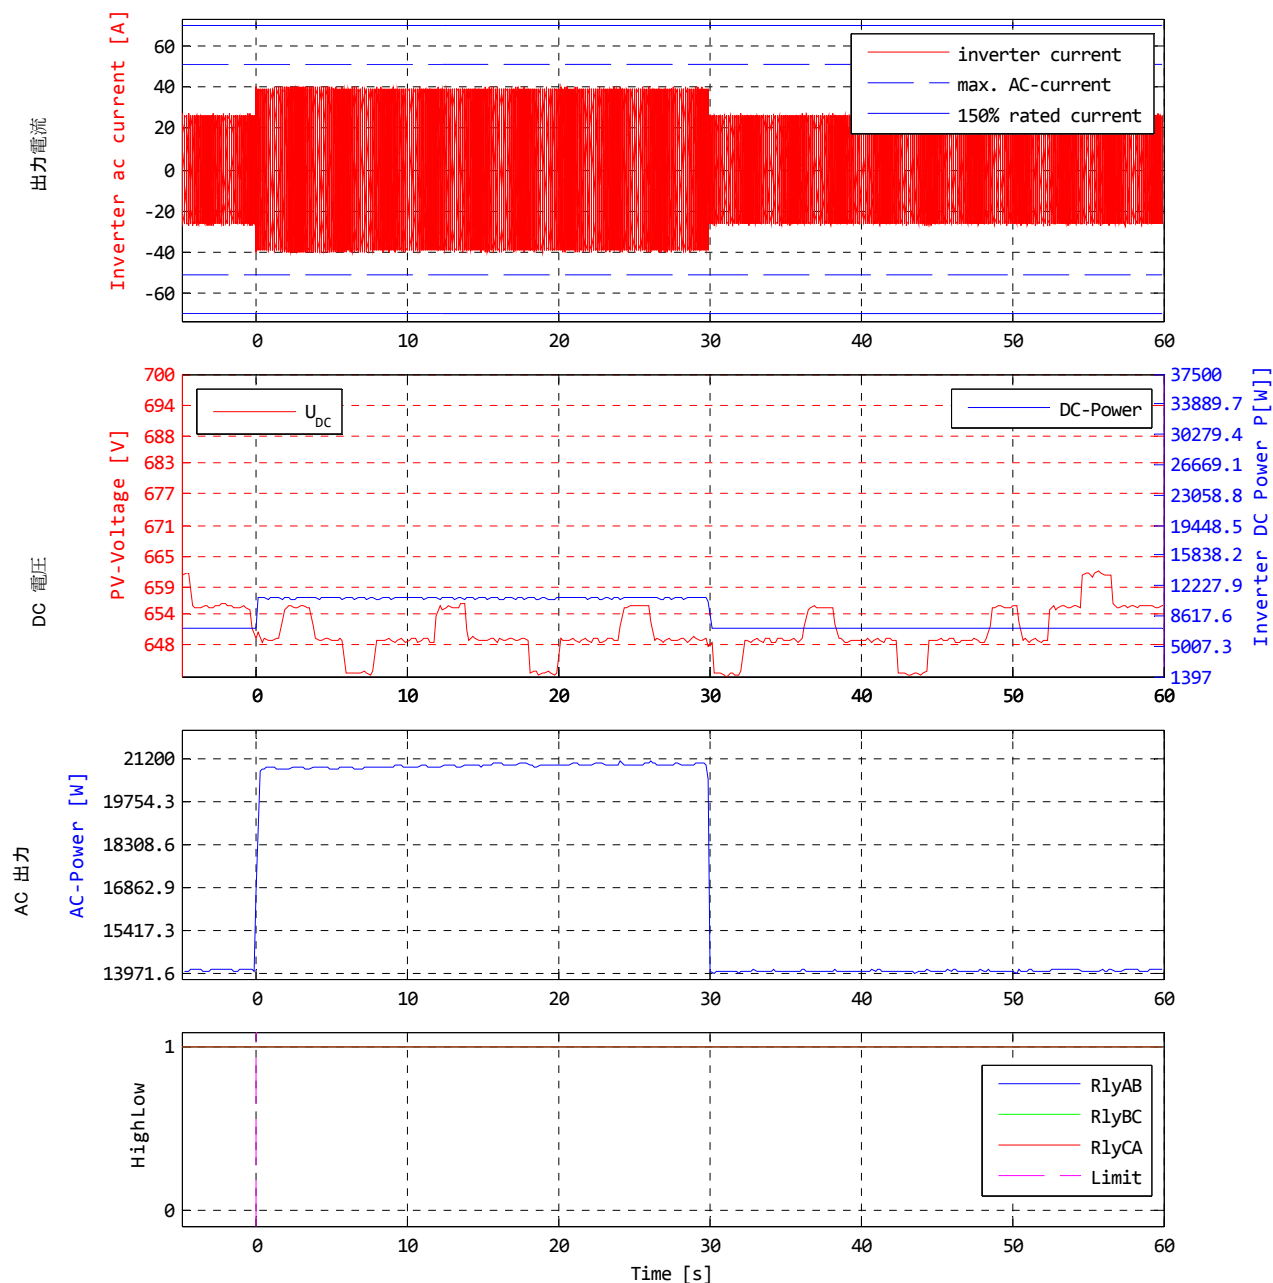 出力電流
Inverter ac current [A]
60
40
20
0
-20
-40
-60
inverter current
max. AC-current
150% rated current
0 10 20 30 40 50 60
DC 電圧
PV-Voltage [V]
700
694
688
683
677
671
665
659
654
648
U_DC
DC-Power
37500
33889.7
30279.4
26669.1
23058.8
19448.5
15838.2
12227.9
8617.6
5007.3
1397
Inverter DC Power P[W]]
0 10 20 30 40 50 60
AC 出力
AC-Power [W]
21200
19754.3
18308.6
16862.9
15417.3
13971.6
0 10 20 30 40 50 60
HighLow
1
0
RlyAB
RlyBC
RlyCA
Limit
0 10 20 30 40 50 60
Time [s]